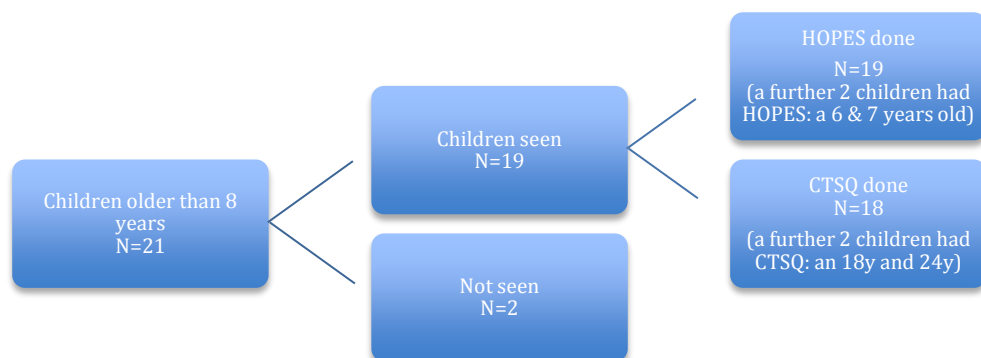 Children older than 8
years
N=21
Children seen
N=19
Not seen
N=2
HOPES done
N=19
(a further 2 children had
HOPES: a 6 & 7 years old)
CTSQ done
N=18
(a further 2 children had
CTSQ: an 18y and 24y)